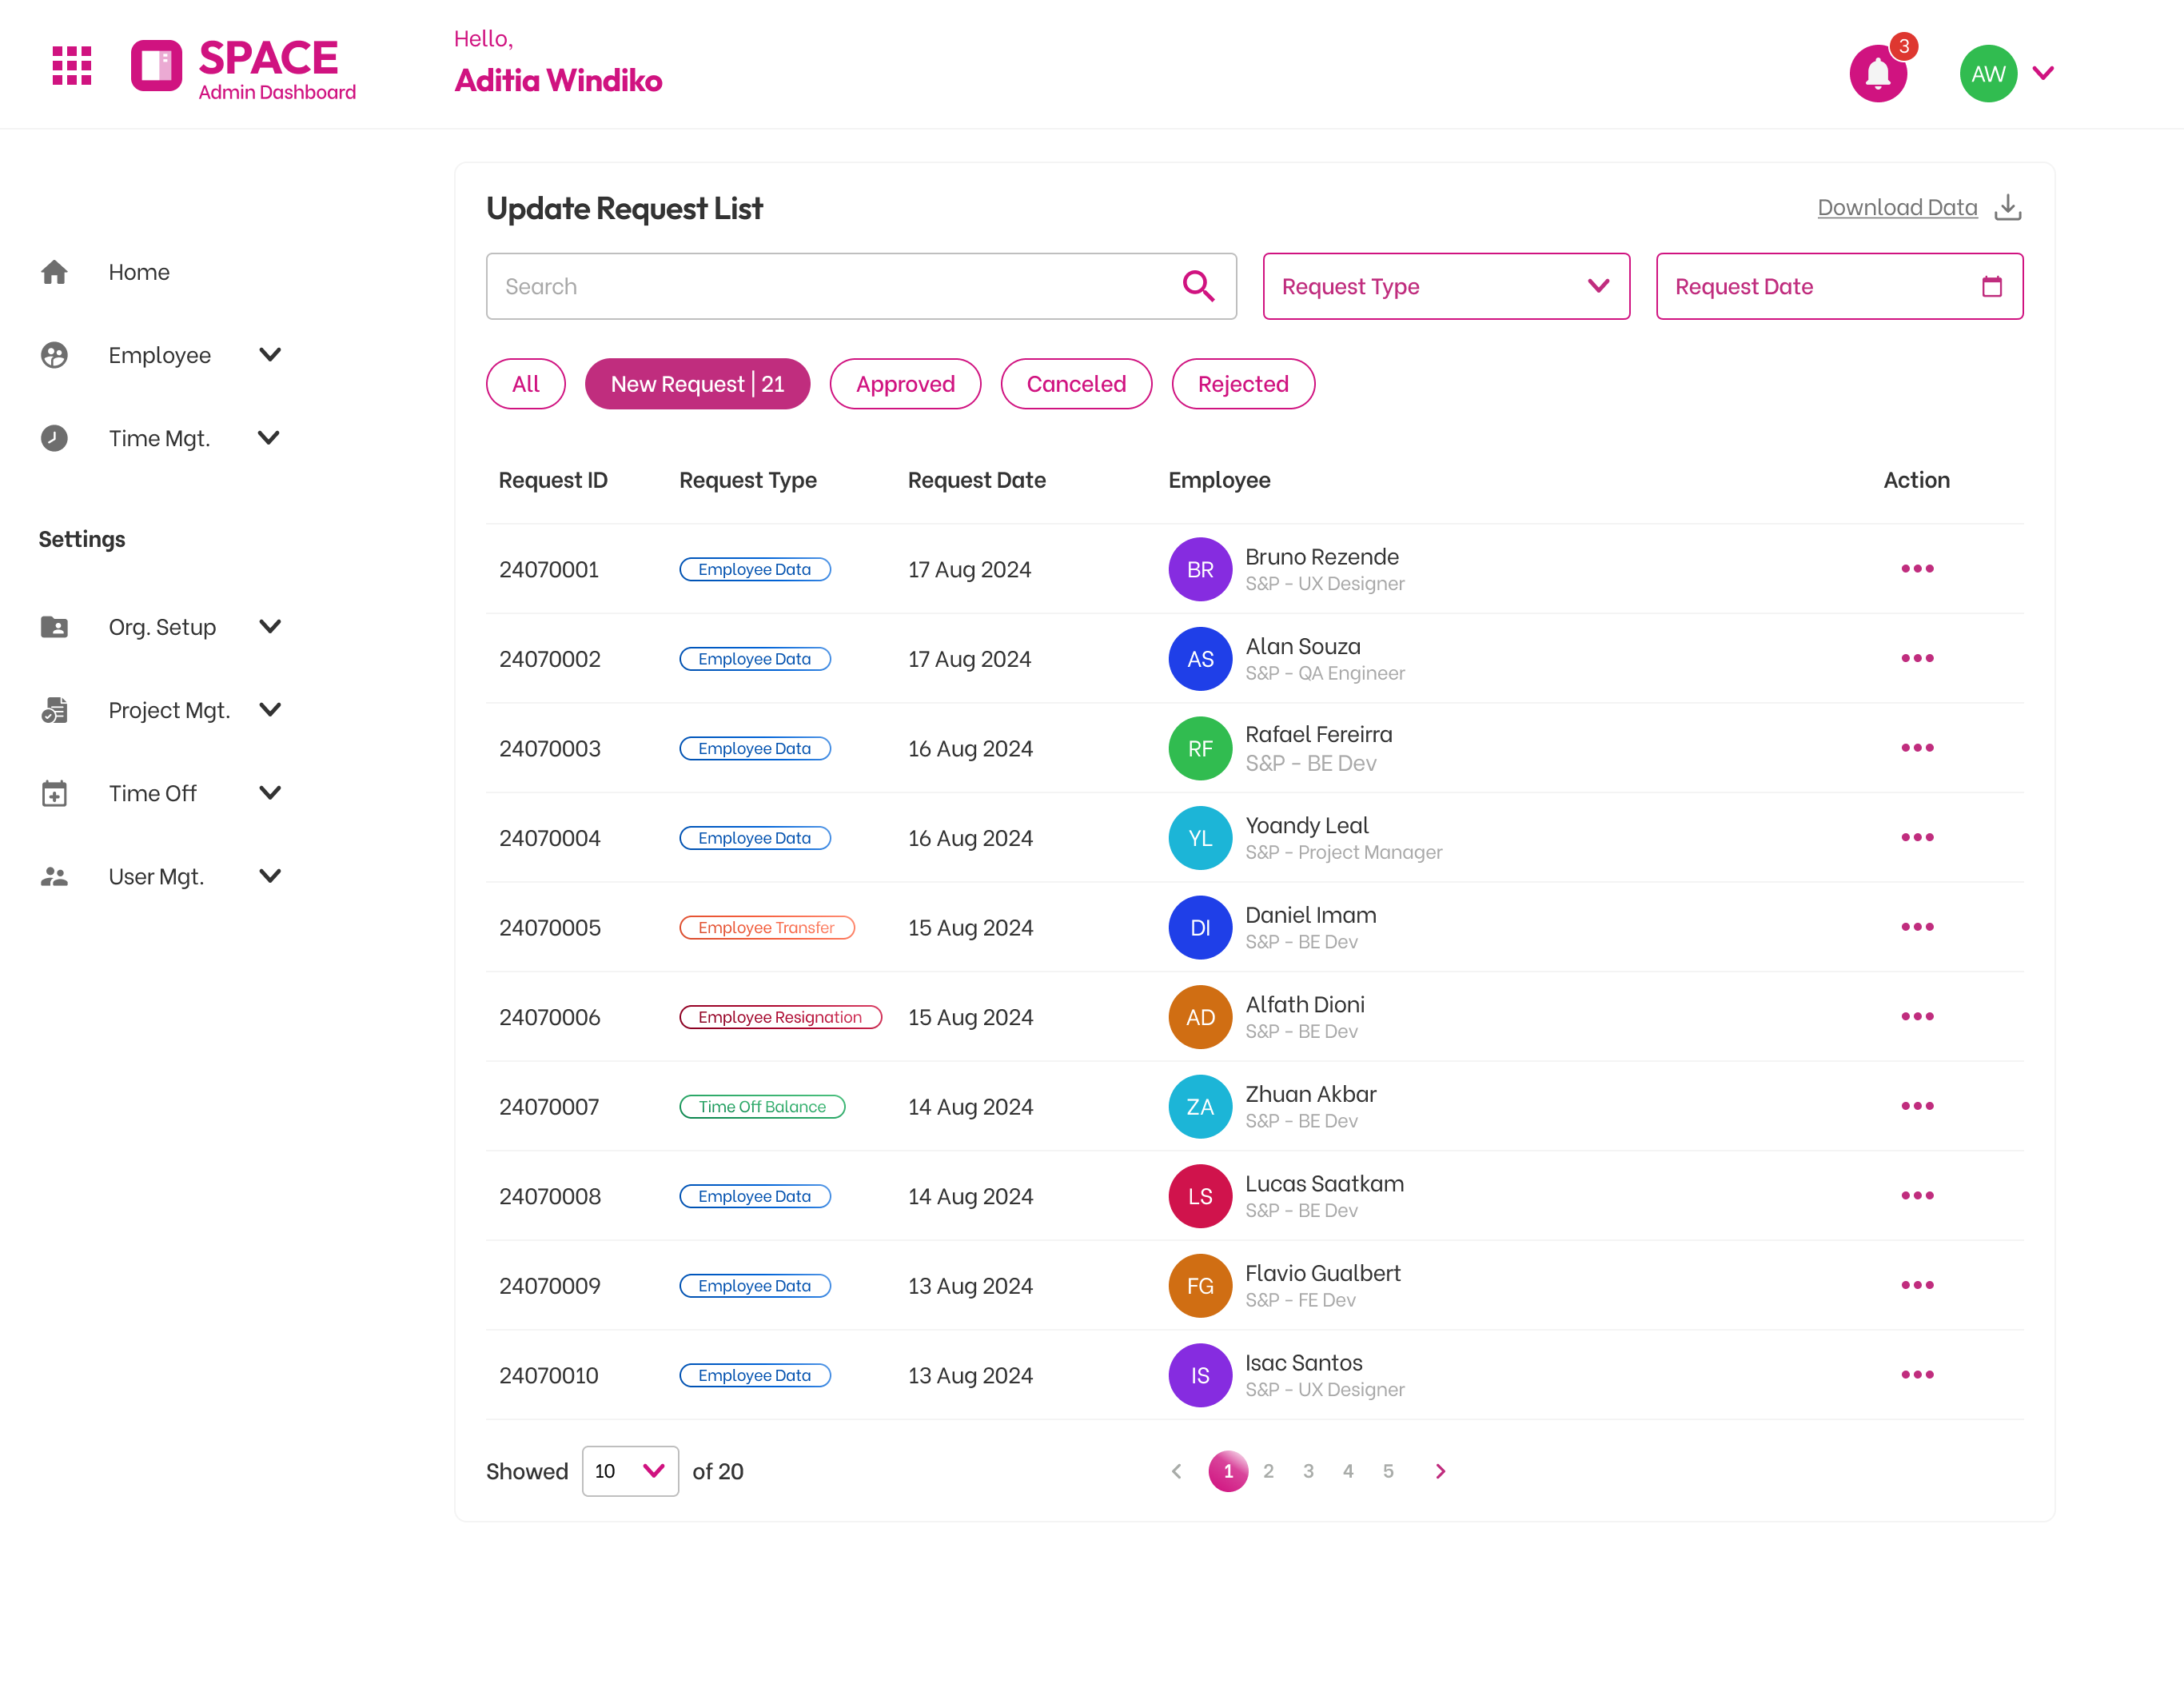 SPACE
Admin Dashboard
Hello,
Aditia Windiko
3
AW
Home
Employee
Time Mgt.
Settings
Org. Setup
Project Mgt.
Time Off
User Mgt.
Update Request List
Download Data
Search
Request Type
Request Date
All
New Request | 21
Approved
Canceled
Rejected
Request ID Request Type Request Date Employee Action
24070001 Employee Data 17 Aug 2024 BR Bruno Rezende
S&P - UX Designer
24070002 Employee Data 17 Aug 2024 AS Alan Souza
S&P - QA Engineer
24070003 Employee Data 16 Aug 2024 RF Rafael Fereirra
S&P - BE Dev
24070004 Employee Data 16 Aug 2024 YL Yoandy Leal
S&P - Project Manager
24070005 Employee Transfer 15 Aug 2024 DI Daniel Imam
S&P - BE Dev
24070006 Employee Resignation 15 Aug 2024 AD Alfath Dioni
S&P - BE Dev
24070007 Time Off Balance 14 Aug 2024 ZA Zhuan Akbar
S&P - BE Dev
24070008 Employee Data 14 Aug 2024 LS Lucas Saatkam
S&P - BE Dev
24070009 Employee Data 13 Aug 2024 FG Flavio Gualbert
S&P - FE Dev
24070010 Employee Data 13 Aug 2024 IS Isac Santos
S&P - UX Designer
Showed 10 of 20
1 2 3 4 5